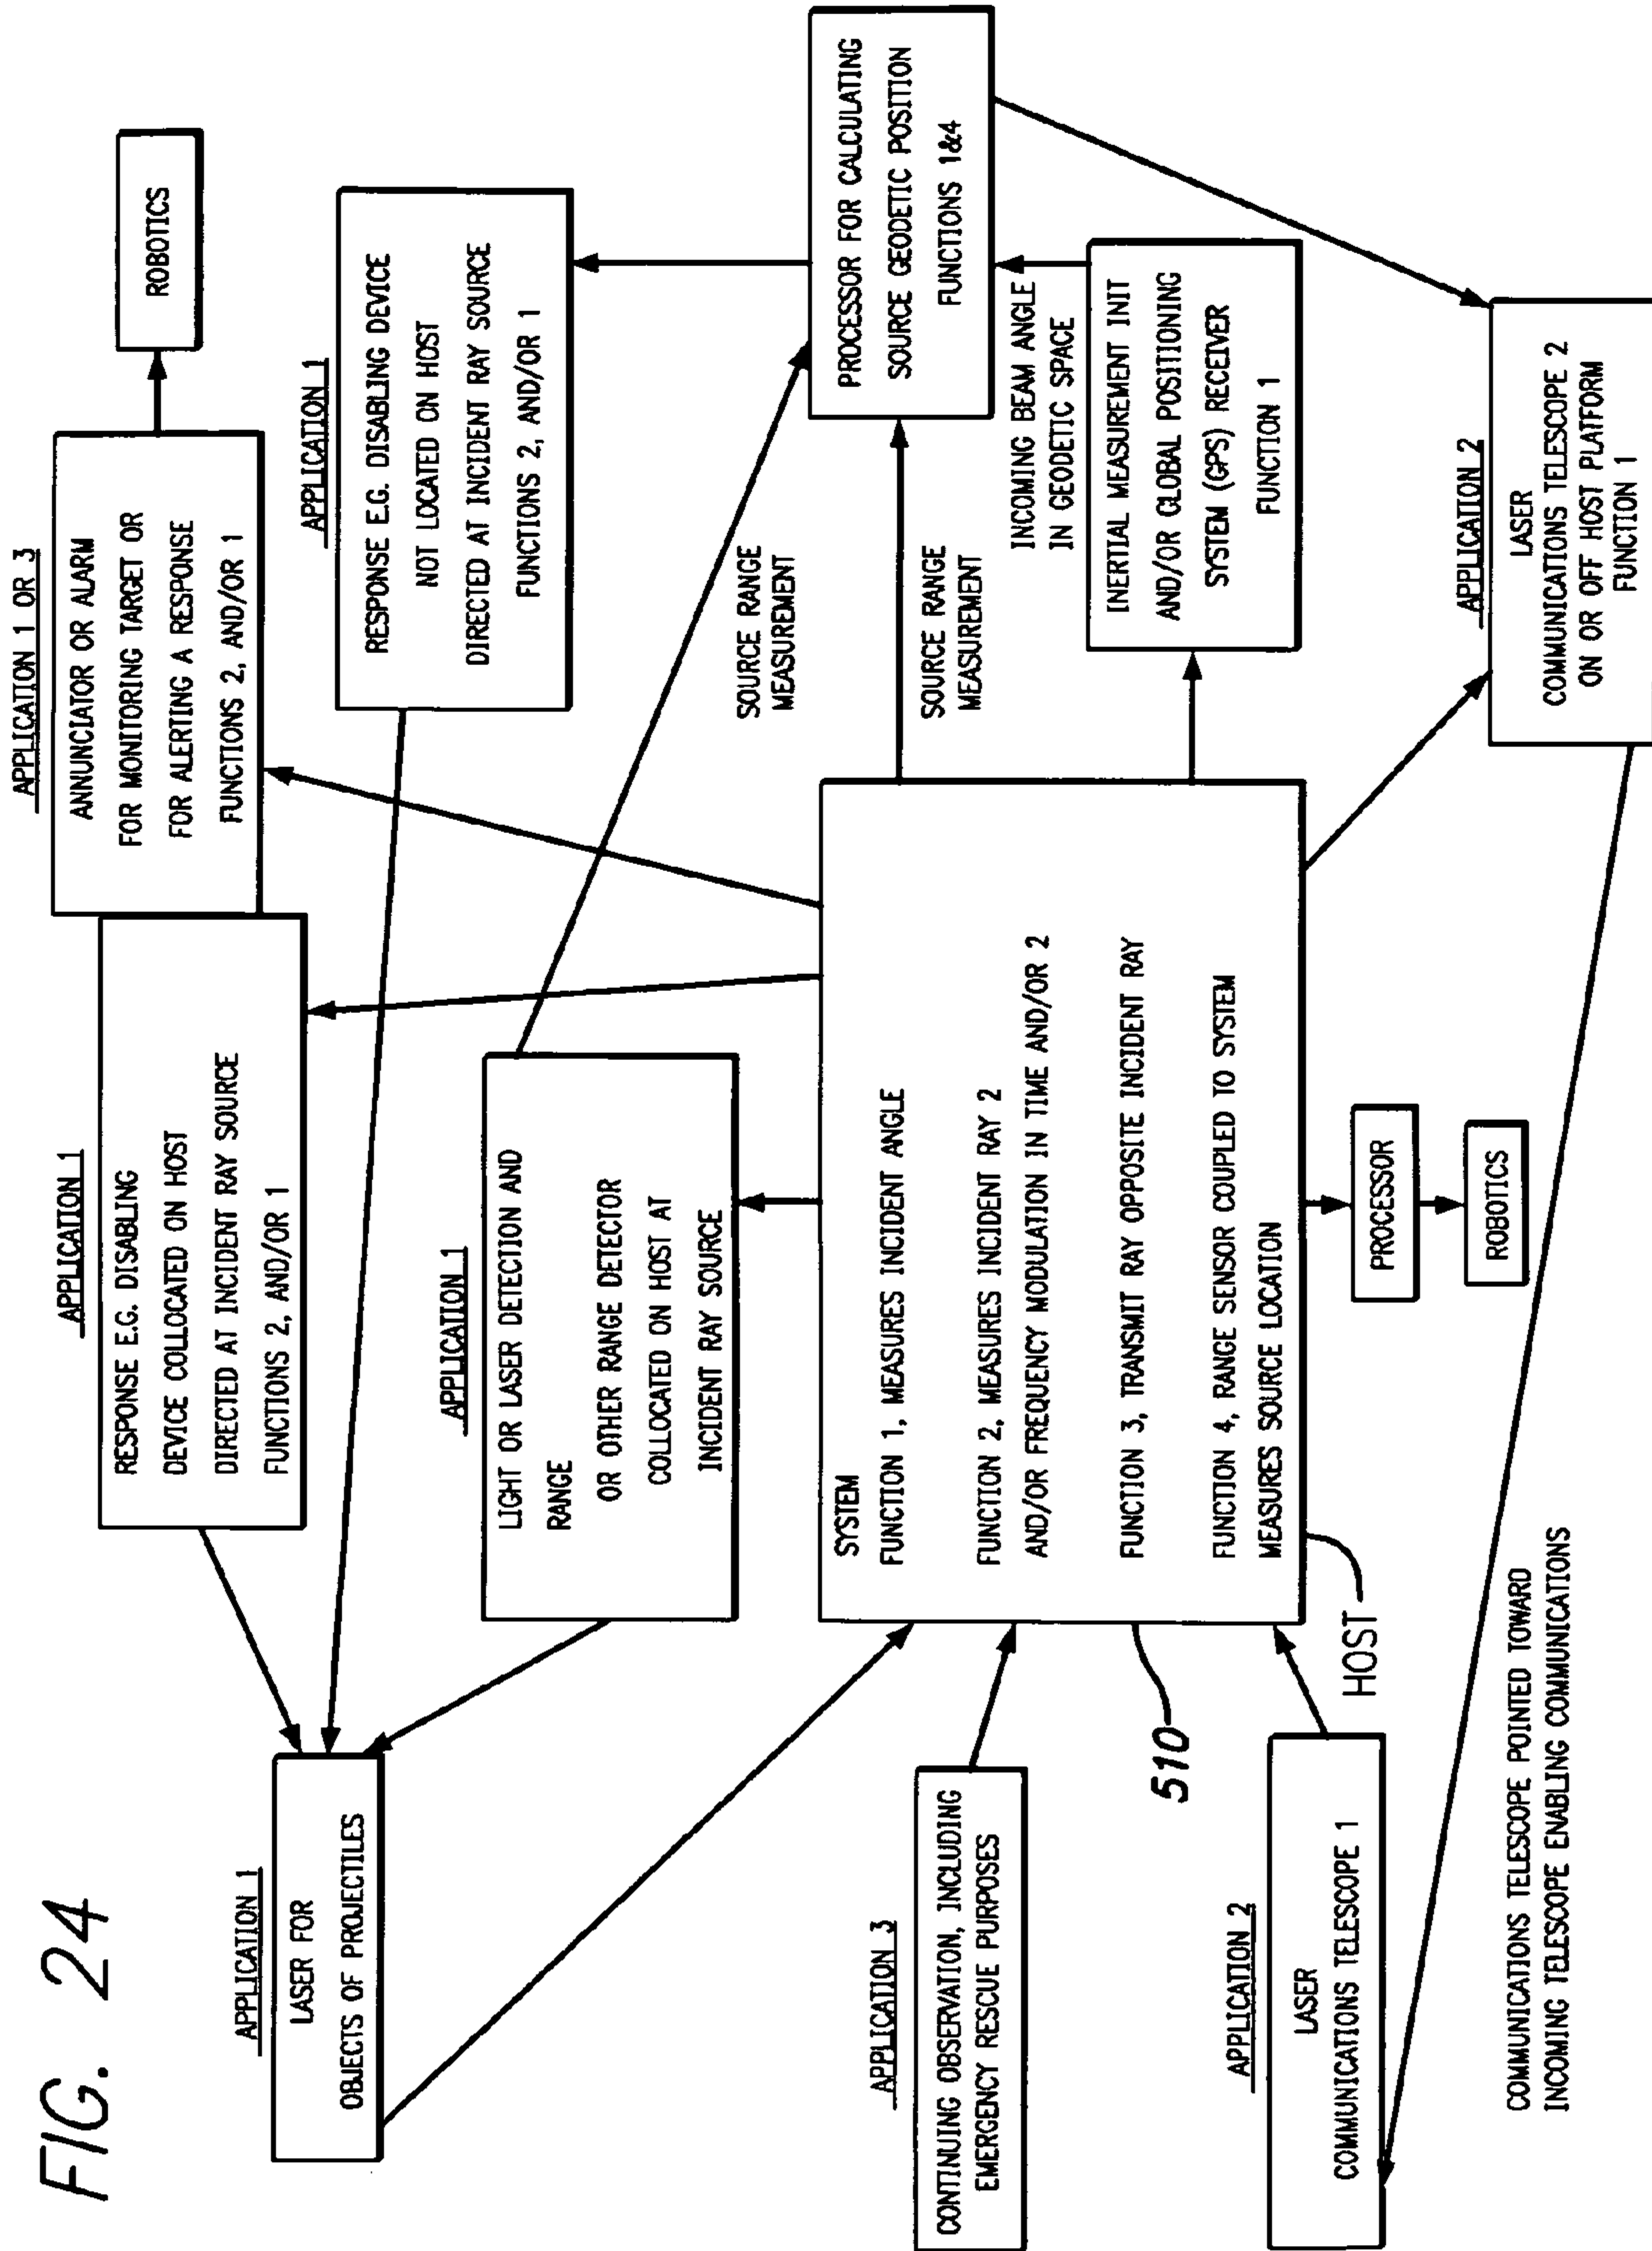 FIG. 24
APPLICATION 1
LASER FOR
OBJECTS OF PROJECTILES
APPLICATION 1
RESPONSE E.G. DISABLING
DEVICE COLLOCATED ON HOST
DIRECTED AT INCIDENT RAY SOURCE
FUNCTIONS 2, AND/OR 1
APPLICATION 1 OR 3
ANNUNCIATOR OR ALARM
FOR MONITORING TARGET OR
FOR ALERTING A RESPONSE
FUNCTIONS 2, AND/OR 1
ROBOTICS
APPLICATION 1
RESPONSE E.G. DISABLING DEVICE
NOT LOCATED ON HOST
DIRECTED AT INCIDENT RAY SOURCE
FUNCTIONS 2, AND/OR 1
APPLICATION 1
LIGHT OR LASER DETECTION AND
RANGE
OR OTHER RANGE DETECTOR
COLLOCATED ON HOST AT
INCIDENT RAY SOURCE
SOURCE RANGE
MEASUREMENT
PROCESSOR FOR CALCULATING
SOURCE GEODETIC POSITION
FUNCTIONS 1&4
SOURCE RANGE
MEASUREMENT
INCOMING BEAM ANGLE
IN GEODETIC SPACE
INERTIAL MEASUREMENT INIT
AND/OR GLOBAL POSITIONING
SYSTEM (GPS) RECEIVER
FUNCTION 1
SYSTEM
FUNCTION 1, MEASURES INCIDENT ANGLE
FUNCTION 2, MEASURES INCIDENT RAY 2
AND/OR FREQUENCY MODULATION IN TIME AND/OR 2
FUNCTION 3, TRANSMIT RAY OPPOSITE INCIDENT RAY
FUNCTION 4, RANGE SENSOR COUPLED TO SYSTEM
MEASURES SOURCE LOCATION
APPLICATION 3
CONTINUING OBSERVATION, INCLUDING
EMERGENCY RESCUE PURPOSES
510
HOST
PROCESSOR
ROBOTICS
APPLICATION 2
LASER
COMMUNICATIONS TELESCOPE 1
APPLICATION 2
LASER
COMMUNICATIONS TELESCOPE 2
ON OR OFF HOST PLATFORM
FUNCTION 1
COMMUNICATIONS TELESCOPE POINTED TOWARD
INCOMING TELESCOPE ENABLING COMMUNICATIONS